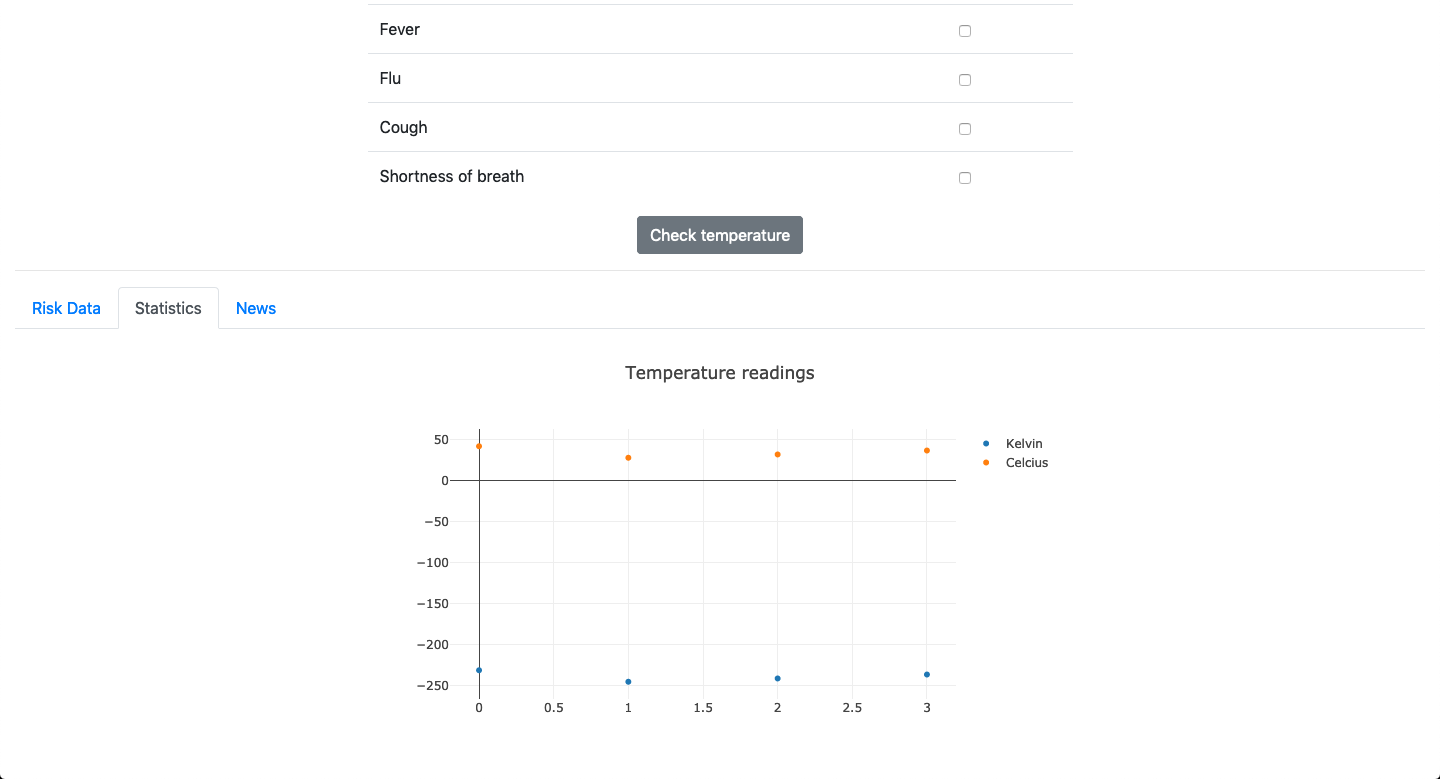 Fever
Flu
Cough
Shortness of breath
Check temperature
Risk Data Statistics News
Temperature readings
50
0
−50
−100
−150
−200
−250
0 0.5 1 1.5 2 2.5 3
Kelvin
Celcius